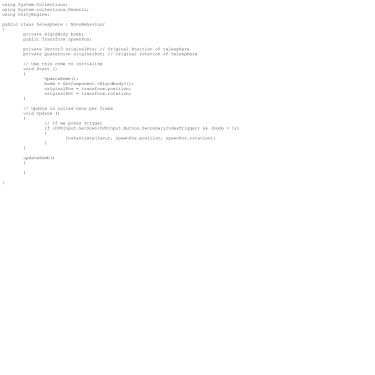 using System.Collections;
using System.Collections.Generic;
using UnityEngine;
public class telesphere : MonoBehaviour
{
private Rigidbody bomb;
public Transform spawnPos;
private Vector3 originalPos; // Original Position of telesphere
private Quaternion originalRot; // Original rotation of telesphere
// Use this code to initialize
void Start ()
{
UpdateBomb();
bomb = GetComponent<Rigidbody>();
originalPos = transform.position;
originalRot = transform.rotation;
}
// Update is called once per frame
void Update ()
{
// If we press Trigger
if (OVRInput.GetDown(OVRInput.Button.SecondaryIndexTrigger) && (bomb > 1))
{
Instantiate( spawnPos.position, spawnPos.rotation);
}
}
updateBomb()
{
}
}